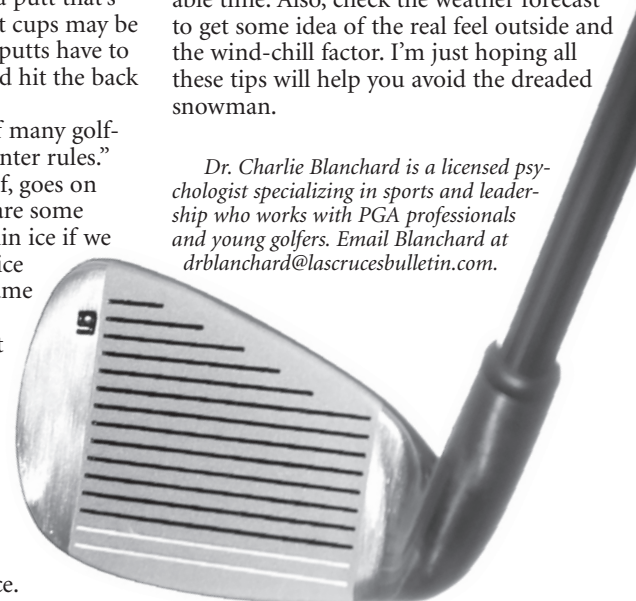 putt that's
t cups may be
putts have to
d hit the back
f many golf-
nter rules.”
f, goes on
are some
in ice if we
ice
me
t
ce.
able time. Also, check the weather forecast
to get some idea of the real feel outside and
the wind-chill factor. I’m just hoping all
these tips will help you avoid the dreaded
snowman.
Dr. Charlie Blanchard is a licensed psy-
chologist specializing in sports and leader-
ship who works with PGA professionals
and young golfers. Email Blanchard at
drblanchard@lascrucesbulletin.com.